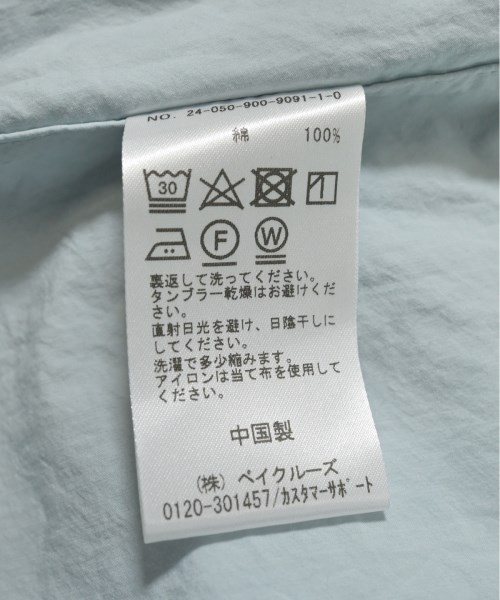 NO. 24-050-900-9091-1-0
綿 100%
30
F W
裏返して洗ってください。
タンブラー乾燥はお避けくだ
さい。
直射日光を避け、日陰干しに
してください。
洗濯で多少縮みます。
アイロンは当て布を使用して
ください。
中国製
(株) ベイクルーズ
0120-301457/カスタマーサポート